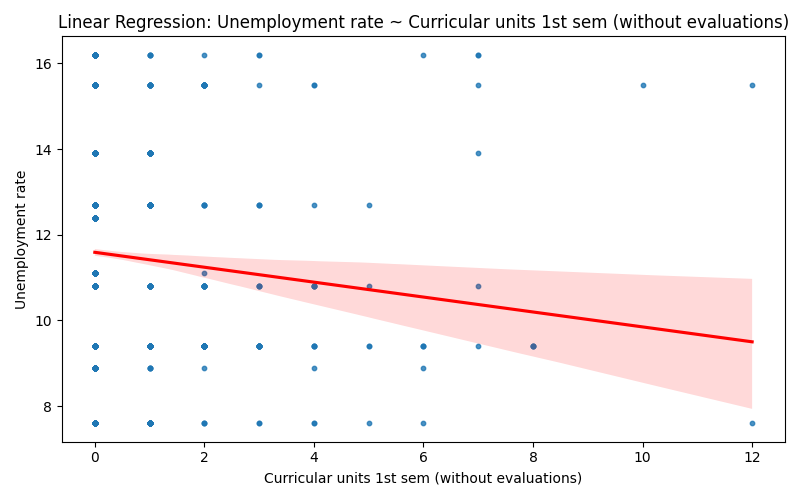 Linear Regression: Unemployment rate ~ Curricular units 1st sem (without evaluations)
16
14
12
10
8
Unemployment rate
0 2 4 6 8 10 12
Curricular units 1st sem (without evaluations)